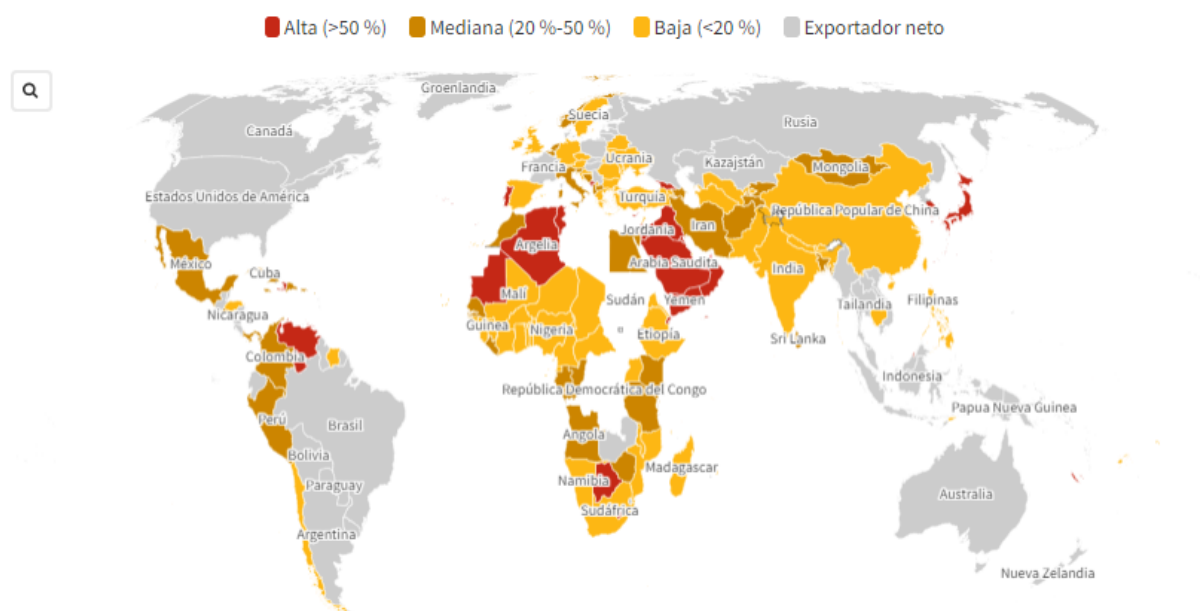 Alta (>50 %) Mediana (20 %-50 %) Baja (<20 %) Exportador neto
Groenlandia
Suecia
Canadá
Rusia
Francia
Ucrania
Kazajstán
Mongolia
Estados Unidos de América
Turquía
República Popular de China
Jordania
Irán
Argelia
México
Cuba
Arabia Saudita
India
Malí
Sudán
Yemen
Tailandia
Filipinas
Nicaragua
Guinea
Nigeria
Etiopía
Sri Lanka
Colombia
Indonesia
República Democrática del Congo
Papua Nueva Guinea
Perú
Brasil
Angola
Bolivia
Madagascar
Namibia
Paraguay
Australia
Sudáfrica
Argentina
Nueva Zelandia